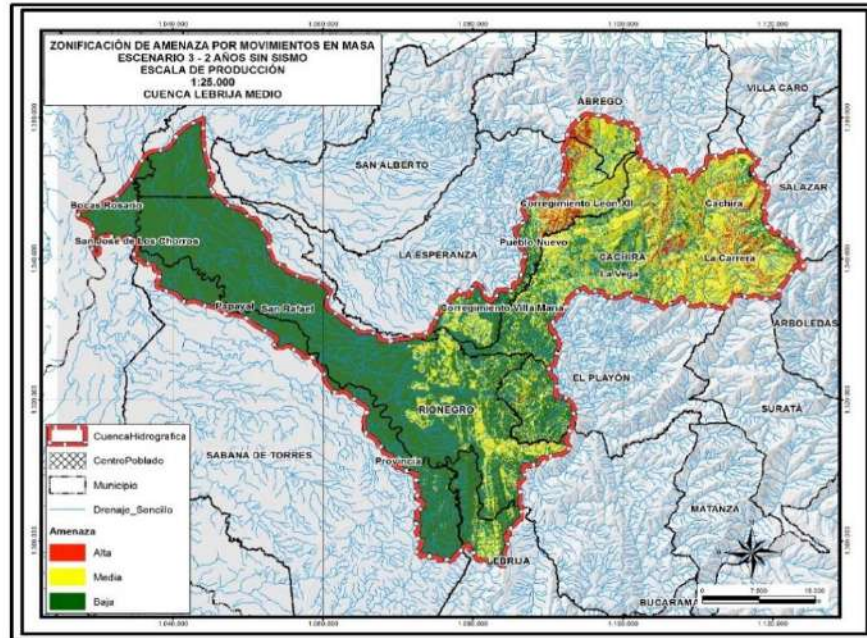 ZONIFICACIÓN DE AMENAZA POR MOVIMIENTOS EN MASA
ESCENARIO 3 - 2 AÑOS SIN SISMO
ESCALA DE PRODUCCIÓN
1:25.000
CUENCA LEBRIJA MEDIO
VILLA CARO
ABREGO
SAN ALBERTO
SALAZAR
Bocas Rosario
Corregimiento León XII
Cachira
San Jose de Los Chorros
Pueblo Nuevo
LA ESPERANZA
CACHIRA
La Carrera
La Vega
Papayal
San Rafael
Corregimiento Villa Maria
ARBOLEDAS
EL PLAYÓN
RIONEGRO
SURATÁ
CuencaHidrografica
SABANA DE TORRES
Provincia
CentroPoblado
Municipio
MATANZA
Drenaje_Sencillo
Amenaza
Alta
LEBRIJA
Media
Baja
BUCARAMA